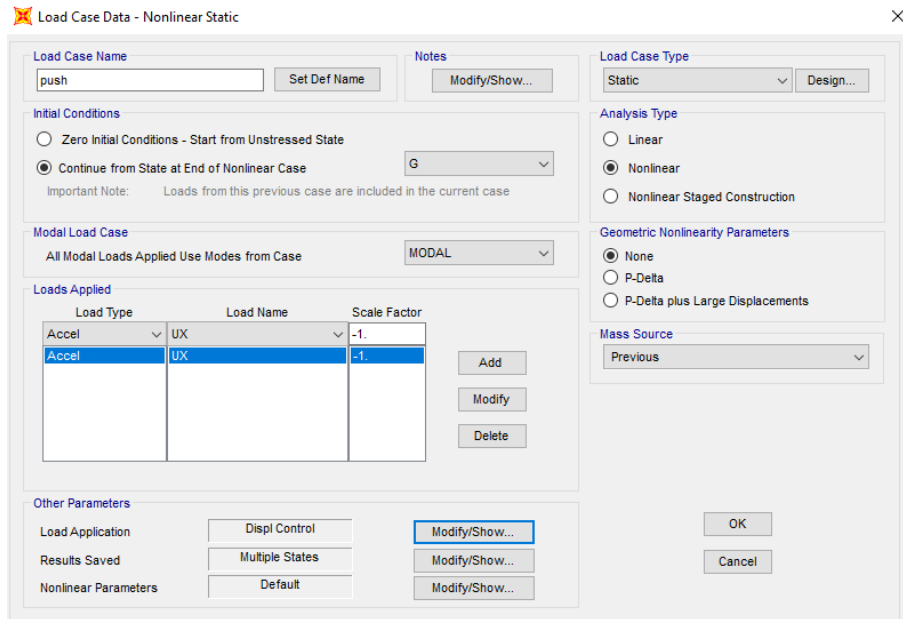 Load Case Data - Nonlinear Static
Load Case Name
push
Set Def Name
Notes
Modify/Show...
Load Case Type
Static
Design...
Initial Conditions
Zero Initial Conditions - Start from Unstressed State
Continue from State at End of Nonlinear Case
G
Important Note: Loads from this previous case are included in the current case
Analysis Type
Linear
Nonlinear
Nonlinear Staged Construction
Modal Load Case
All Modal Loads Applied Use Modes from Case
MODAL
Geometric Nonlinearity Parameters
None
P-Delta
P-Delta plus Large Displacements
Loads Applied
Load Type Load Name Scale Factor
Accel UX -1.
Accel UX -1.
Add
Modify
Delete
Mass Source
Previous
Other Parameters
Load Application Displ Control Modify/Show...
Results Saved Multiple States Modify/Show...
Nonlinear Parameters Default Modify/Show...
OK
Cancel